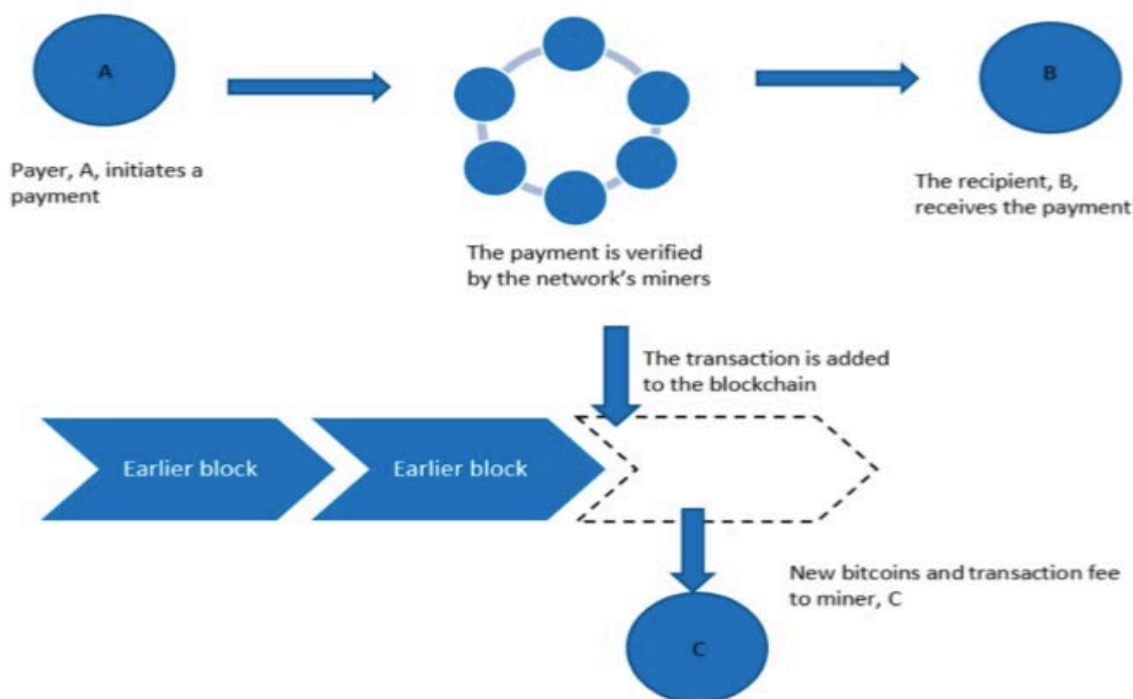 A
B
Payer, A, initiates a
payment
The recipient, B,
receives the payment
The payment is verified
by the network's miners
The transaction is added
to the blockchain
Earlier block
Earlier block
New bitcoins and transaction fee
to miner, C
C